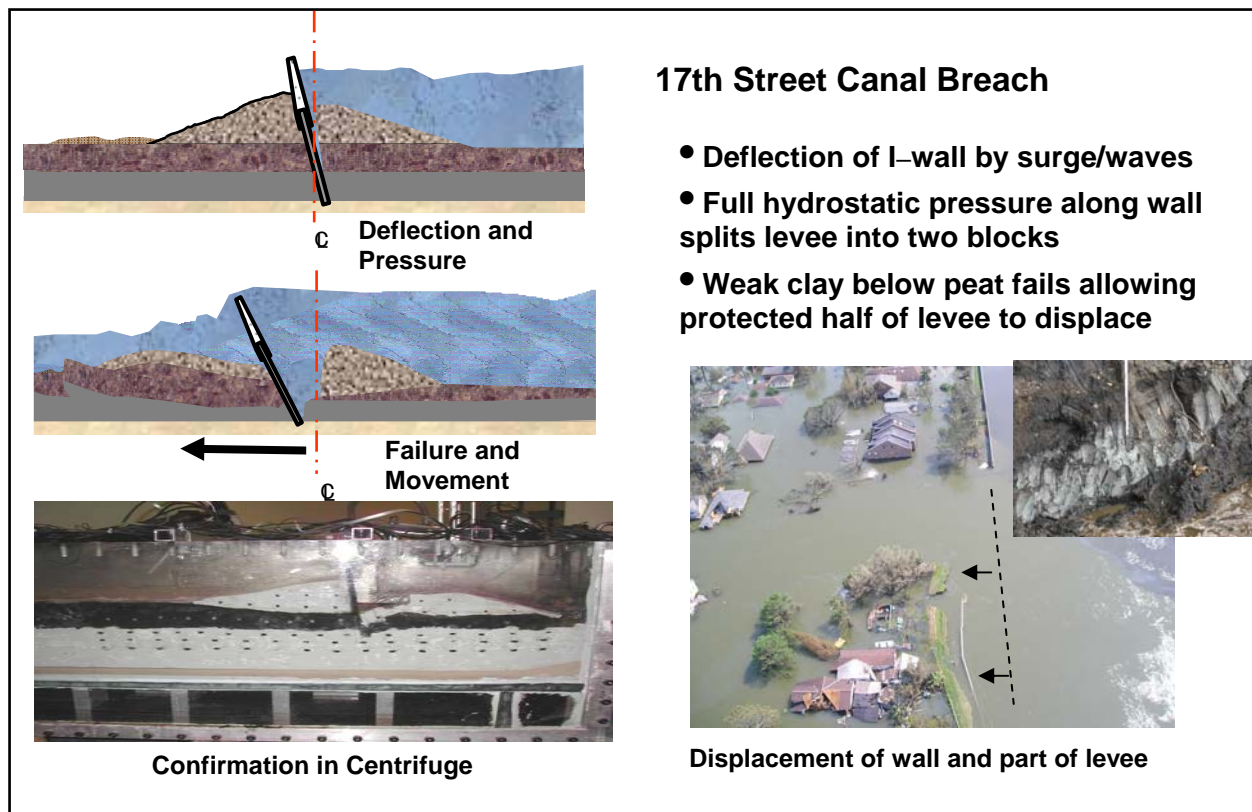 17th Street Canal Breach
• Deflection of I–wall by surge/waves
• Full hydrostatic pressure along wall
splits levee into two blocks
• Weak clay below peat fails allowing
protected half of levee to displace
℄
Deflection and
Pressure
Failure and
Movement
℄
Confirmation in Centrifuge
Displacement of wall and part of levee